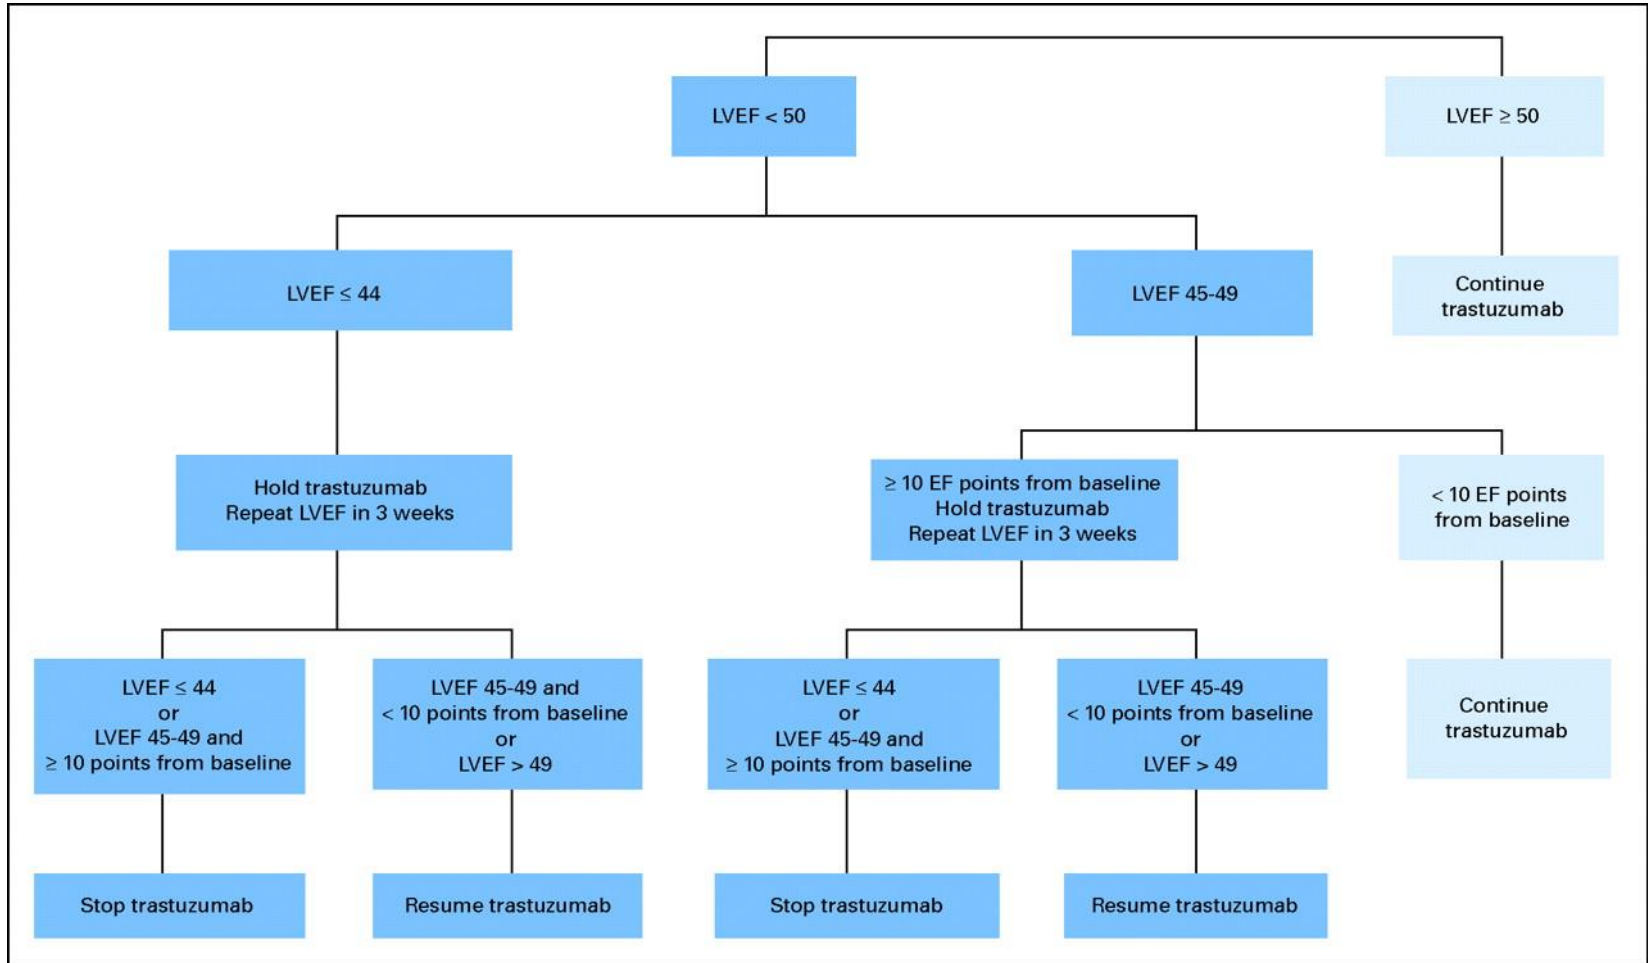 LVEF < 50
LVEF ≥ 50
LVEF ≤ 44
LVEF 45-49
Continue
trastuzumab
Hold trastuzumab
Repeat LVEF in 3 weeks
≥ 10 EF points from baseline
Hold trastuzumab
Repeat LVEF in 3 weeks
< 10 EF points
from baseline
LVEF ≤ 44
or
LVEF 45-49 and
≥ 10 points from baseline
LVEF 45-49 and
< 10 points from baseline
or
LVEF > 49
LVEF ≤ 44
or
LVEF 45-49 and
≥ 10 points from baseline
LVEF 45-49
< 10 points from baseline
or
LVEF > 49
Continue
trastuzumab
Stop trastuzumab
Resume trastuzumab
Stop trastuzumab
Resume trastuzumab